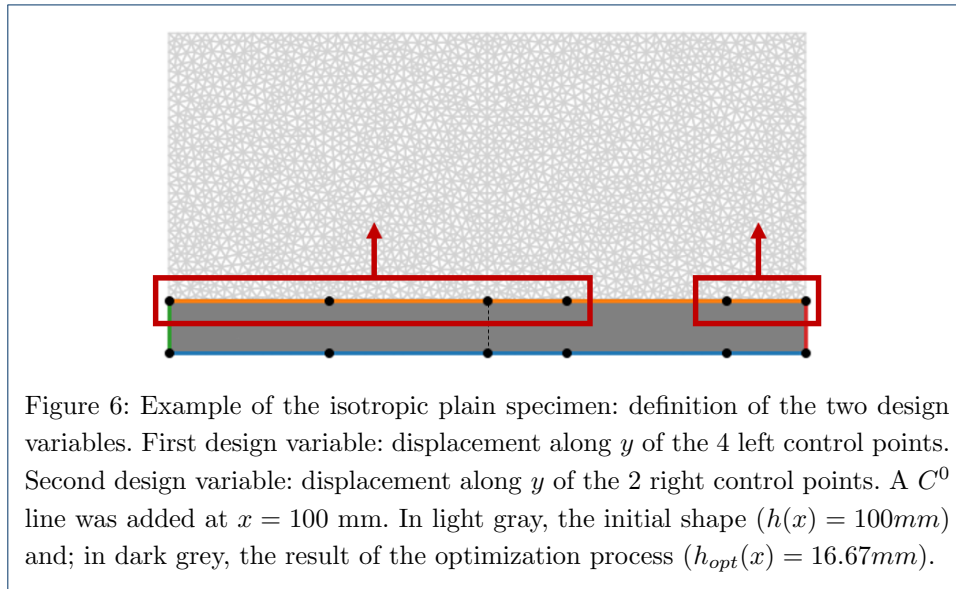 Figure 6: Example of the isotropic plain specimen: definition of the two design
variables. First design variable: displacement along y of the 4 left control points.
Second design variable: displacement along y of the 2 right control points. A C⁰
line was added at x = 100 mm. In light gray, the initial shape (h(x) = 100mm)
and; in dark grey, the result of the optimization process (hₒₚₜ(x) = 16.67mm).